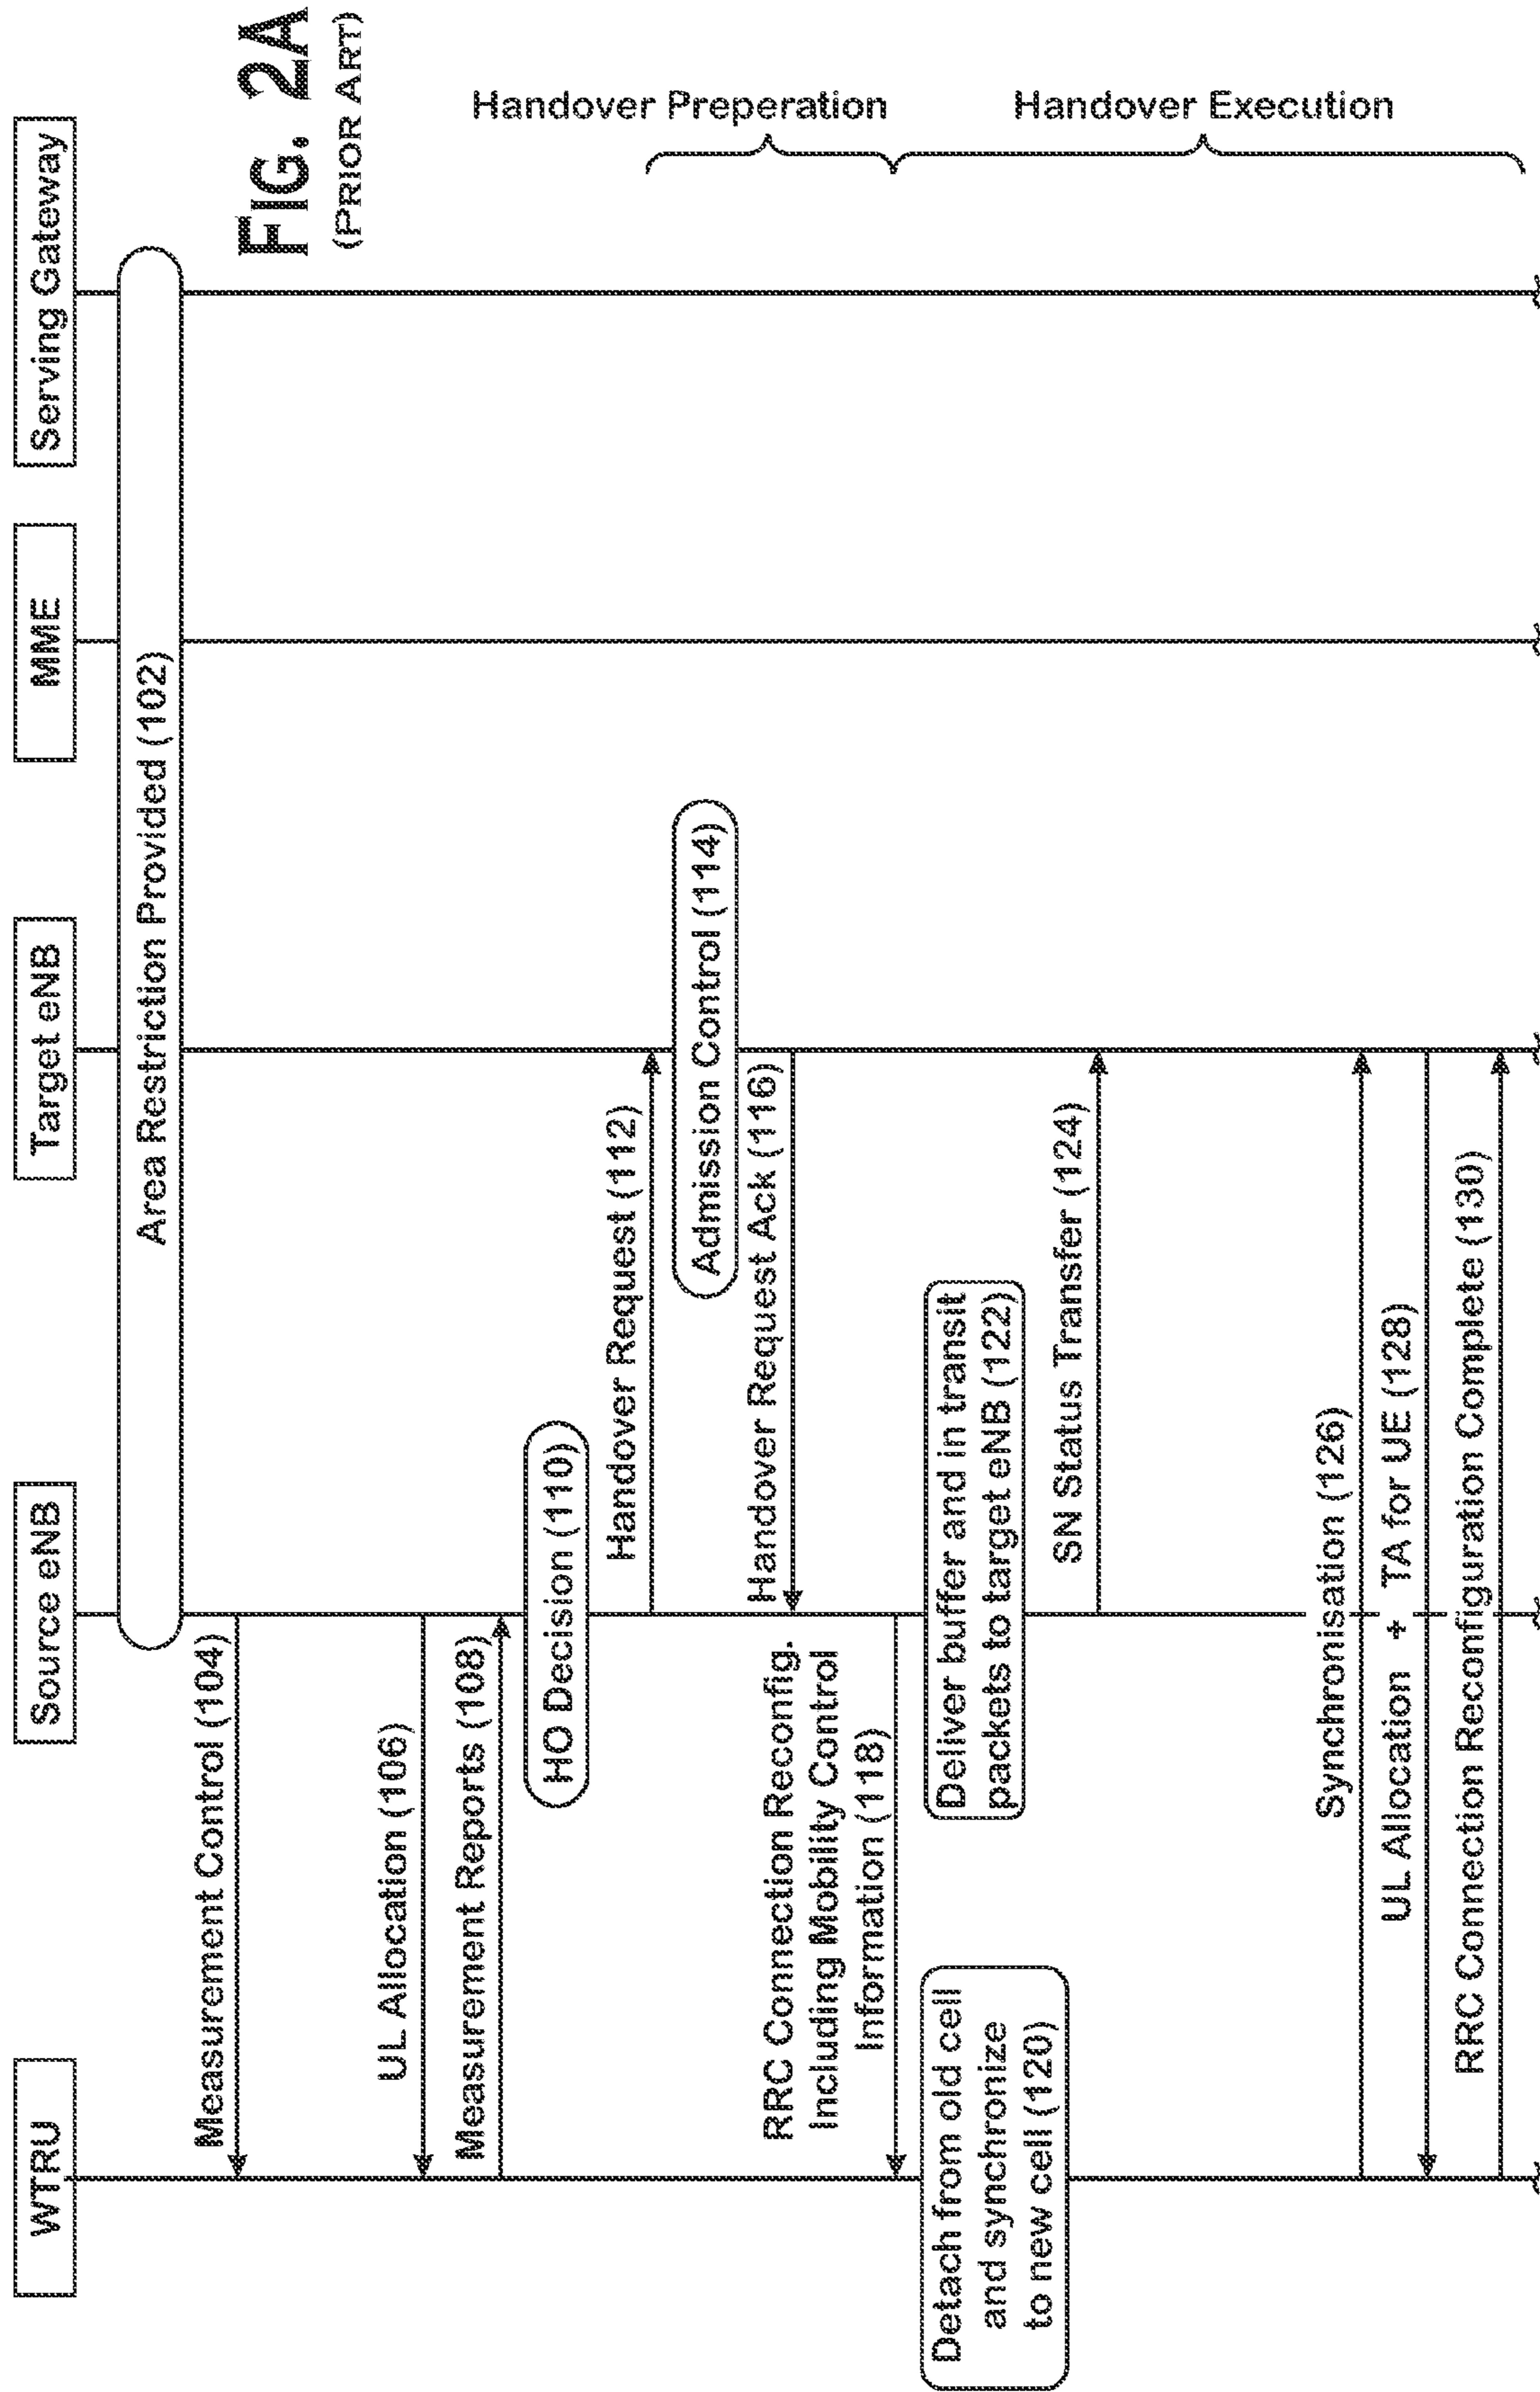 WTRU
Source eNB
Target eNB
MME
Serving Gateway
Area Restriction Provided (102)
FIG. 2A
(PRIOR ART)
Measurement Control (104)
UL Allocation (106)
Measurement Reports (108)
HO Decision (110)
Handover Request (112)
Admission Control (114)
Handover Request Ack (116)
Handover Preperation
RRC Connection Reconfig.
Including Mobility Control
Information (118)
Detach from old cell
and synchronize
to new cell (120)
Deliver buffer and in transit
packets to target eNB (122)
SN Status Transfer (124)
Handover Execution
Synchronisation (126)
UL Allocation + TA for UE (128)
RRC Connection Reconfiguration Complete (130)